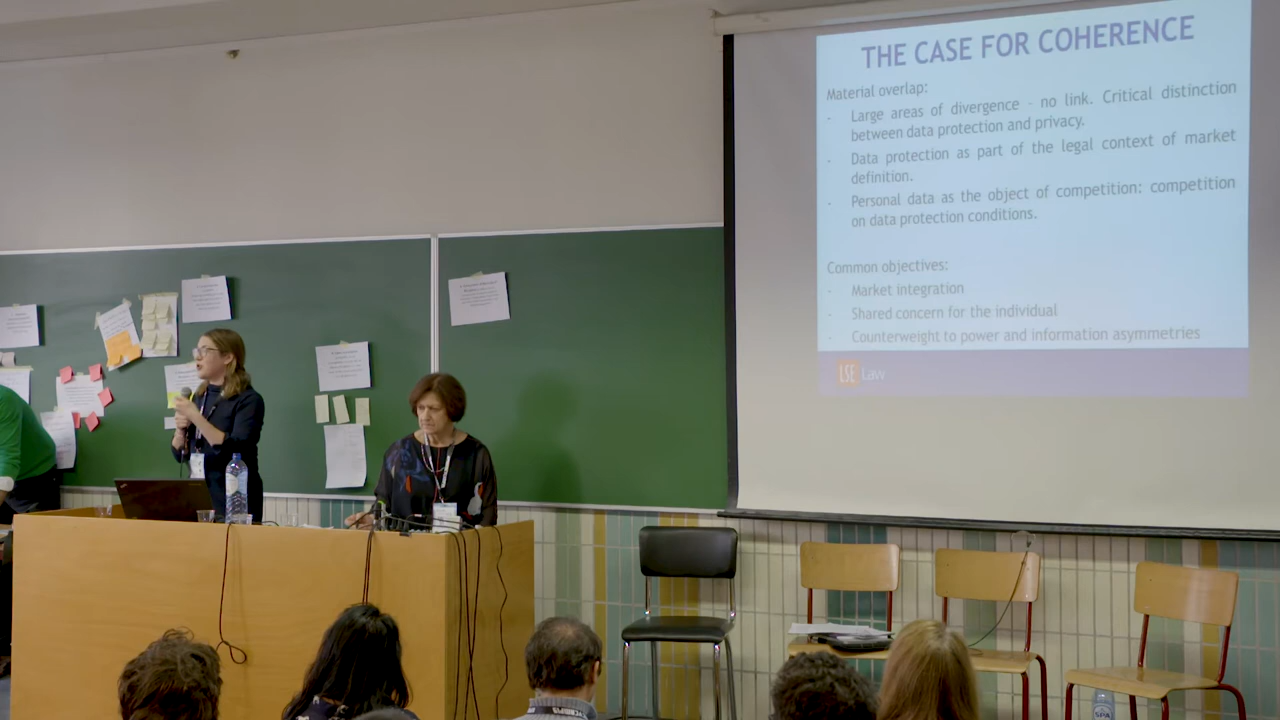 THE CASE FOR COHERENCE
Material overlap:
- Large areas of divergence - no link. Critical distinction
between data protection and privacy.
- Data protection as part of the legal context of market
definition.
- Personal data as the object of competition: competition
on data protection conditions.
Common objectives:
- Market integration
- Shared concern for the individual
- Counterweight to power and information asymmetries
LSE Law
SPA